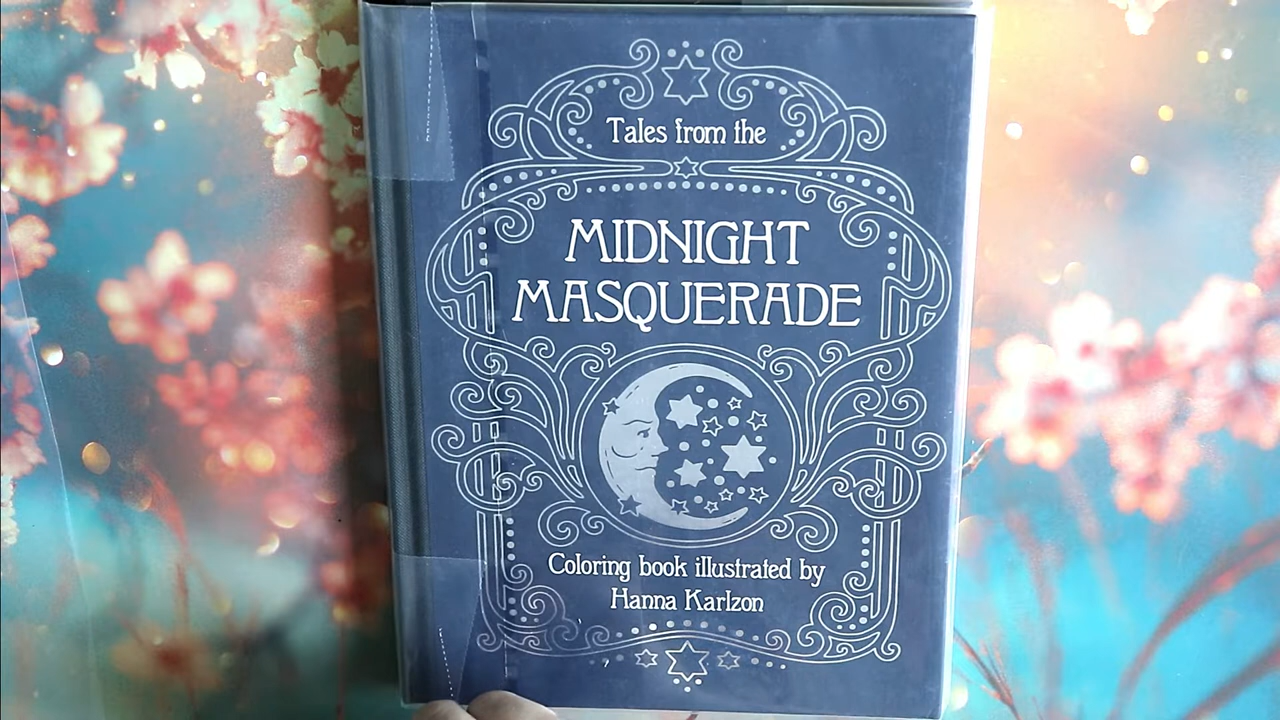 Tales from the
MIDNIGHT
MASQUERADE
Coloring book illustrated by
Hanna Karlzon